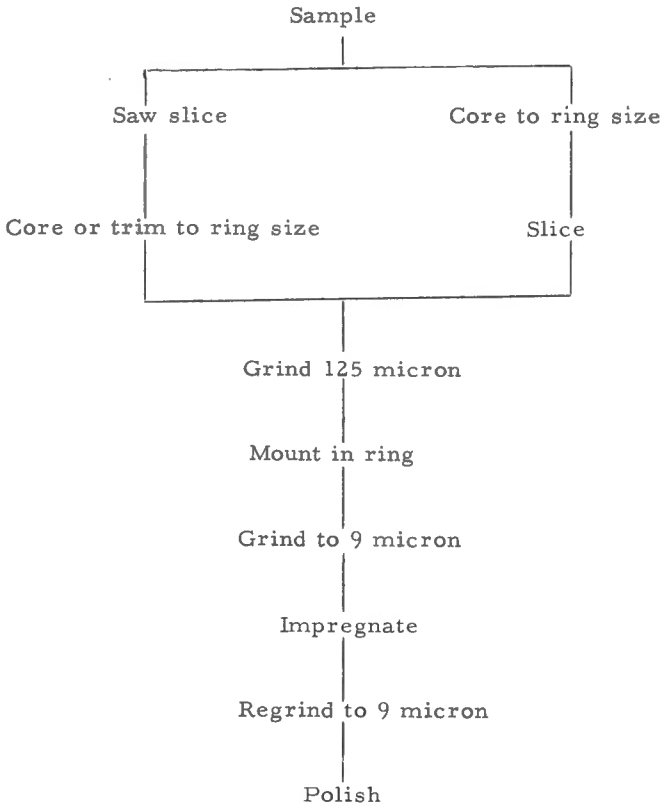 Sample
Saw slice
Core to ring size
Core or trim to ring size
Slice
Grind 125 micron
Mount in ring
Grind to 9 micron
Impregnate
Regrind to 9 micron
Polish